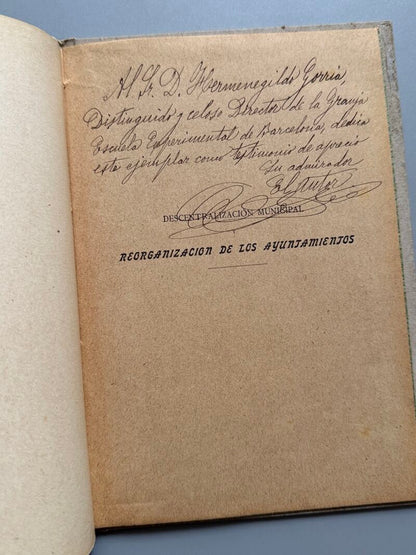 Al Sr. D. Hermenegildo Gorria,
Distinguido y celoso Director de la Granja
Escuela Experimental de Barcelona, dedica
este ejemplar como testimonio de aprecio
Su admirador
El Autor
DESCENTRALIZACIÓN MUNICIPAL
REORGANIZACION DE LOS AYUNTAMIENTOS